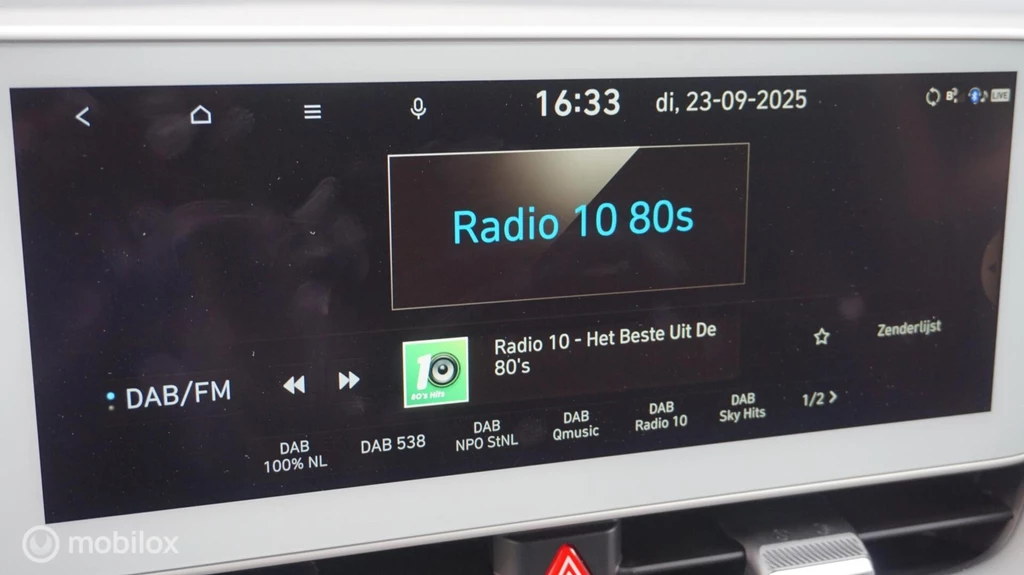 16:33 di, 23-09-2025
LIVE
Radio 10 80s
Radio 10 - Het Beste Uit De
80's
10
80's Hits
Zenderlijst
DAB/FM
DAB
100% NL
DAB 538
DAB
NPO StNL
DAB
Qmusic
DAB
Radio 10
DAB
Sky Hits
1/2
mobilox